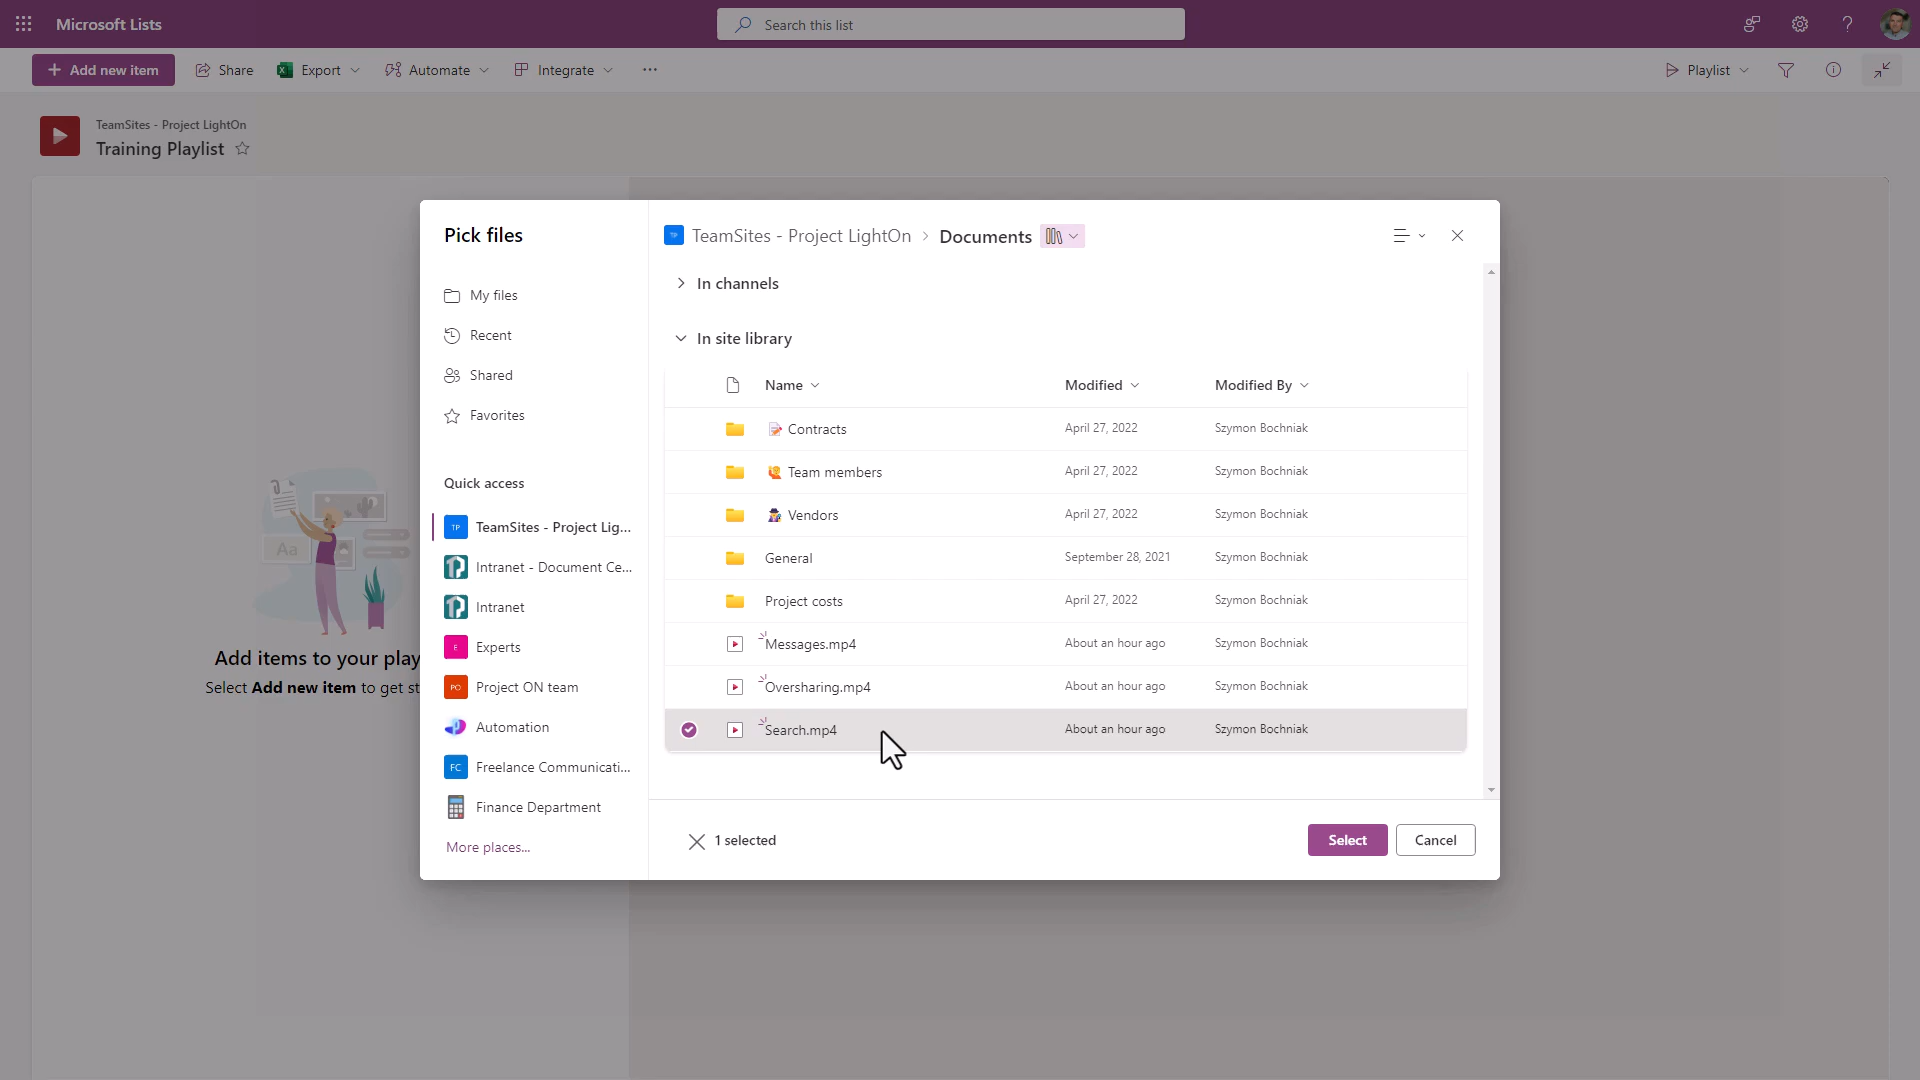 Microsoft Lists
Search this list
Add new item
Share
Export
Automate
Integrate
Playlist
TeamSites - Project LightOn
Training Playlist
Aa
Add items to your play
Select Add new item to get st
Pick files
My files
Recent
Shared
Favorites
Quick access
TP TeamSites - Project Lig...
Intranet - Document Ce...
Intranet
E Experts
PO Project ON team
Automation
FC Freelance Communicati...
Finance Department
More places...
TP TeamSites - Project LightOn > Documents
In channels
In site library
Name Modified Modified By
Contracts April 27, 2022 Szymon Bochniak
Team members April 27, 2022 Szymon Bochniak
Vendors April 27, 2022 Szymon Bochniak
General September 28, 2021 Szymon Bochniak
Project costs April 27, 2022 Szymon Bochniak
Messages.mp4 About an hour ago Szymon Bochniak
Oversharing.mp4 About an hour ago Szymon Bochniak
Search.mp4 About an hour ago Szymon Bochniak
1 selected
Select
Cancel